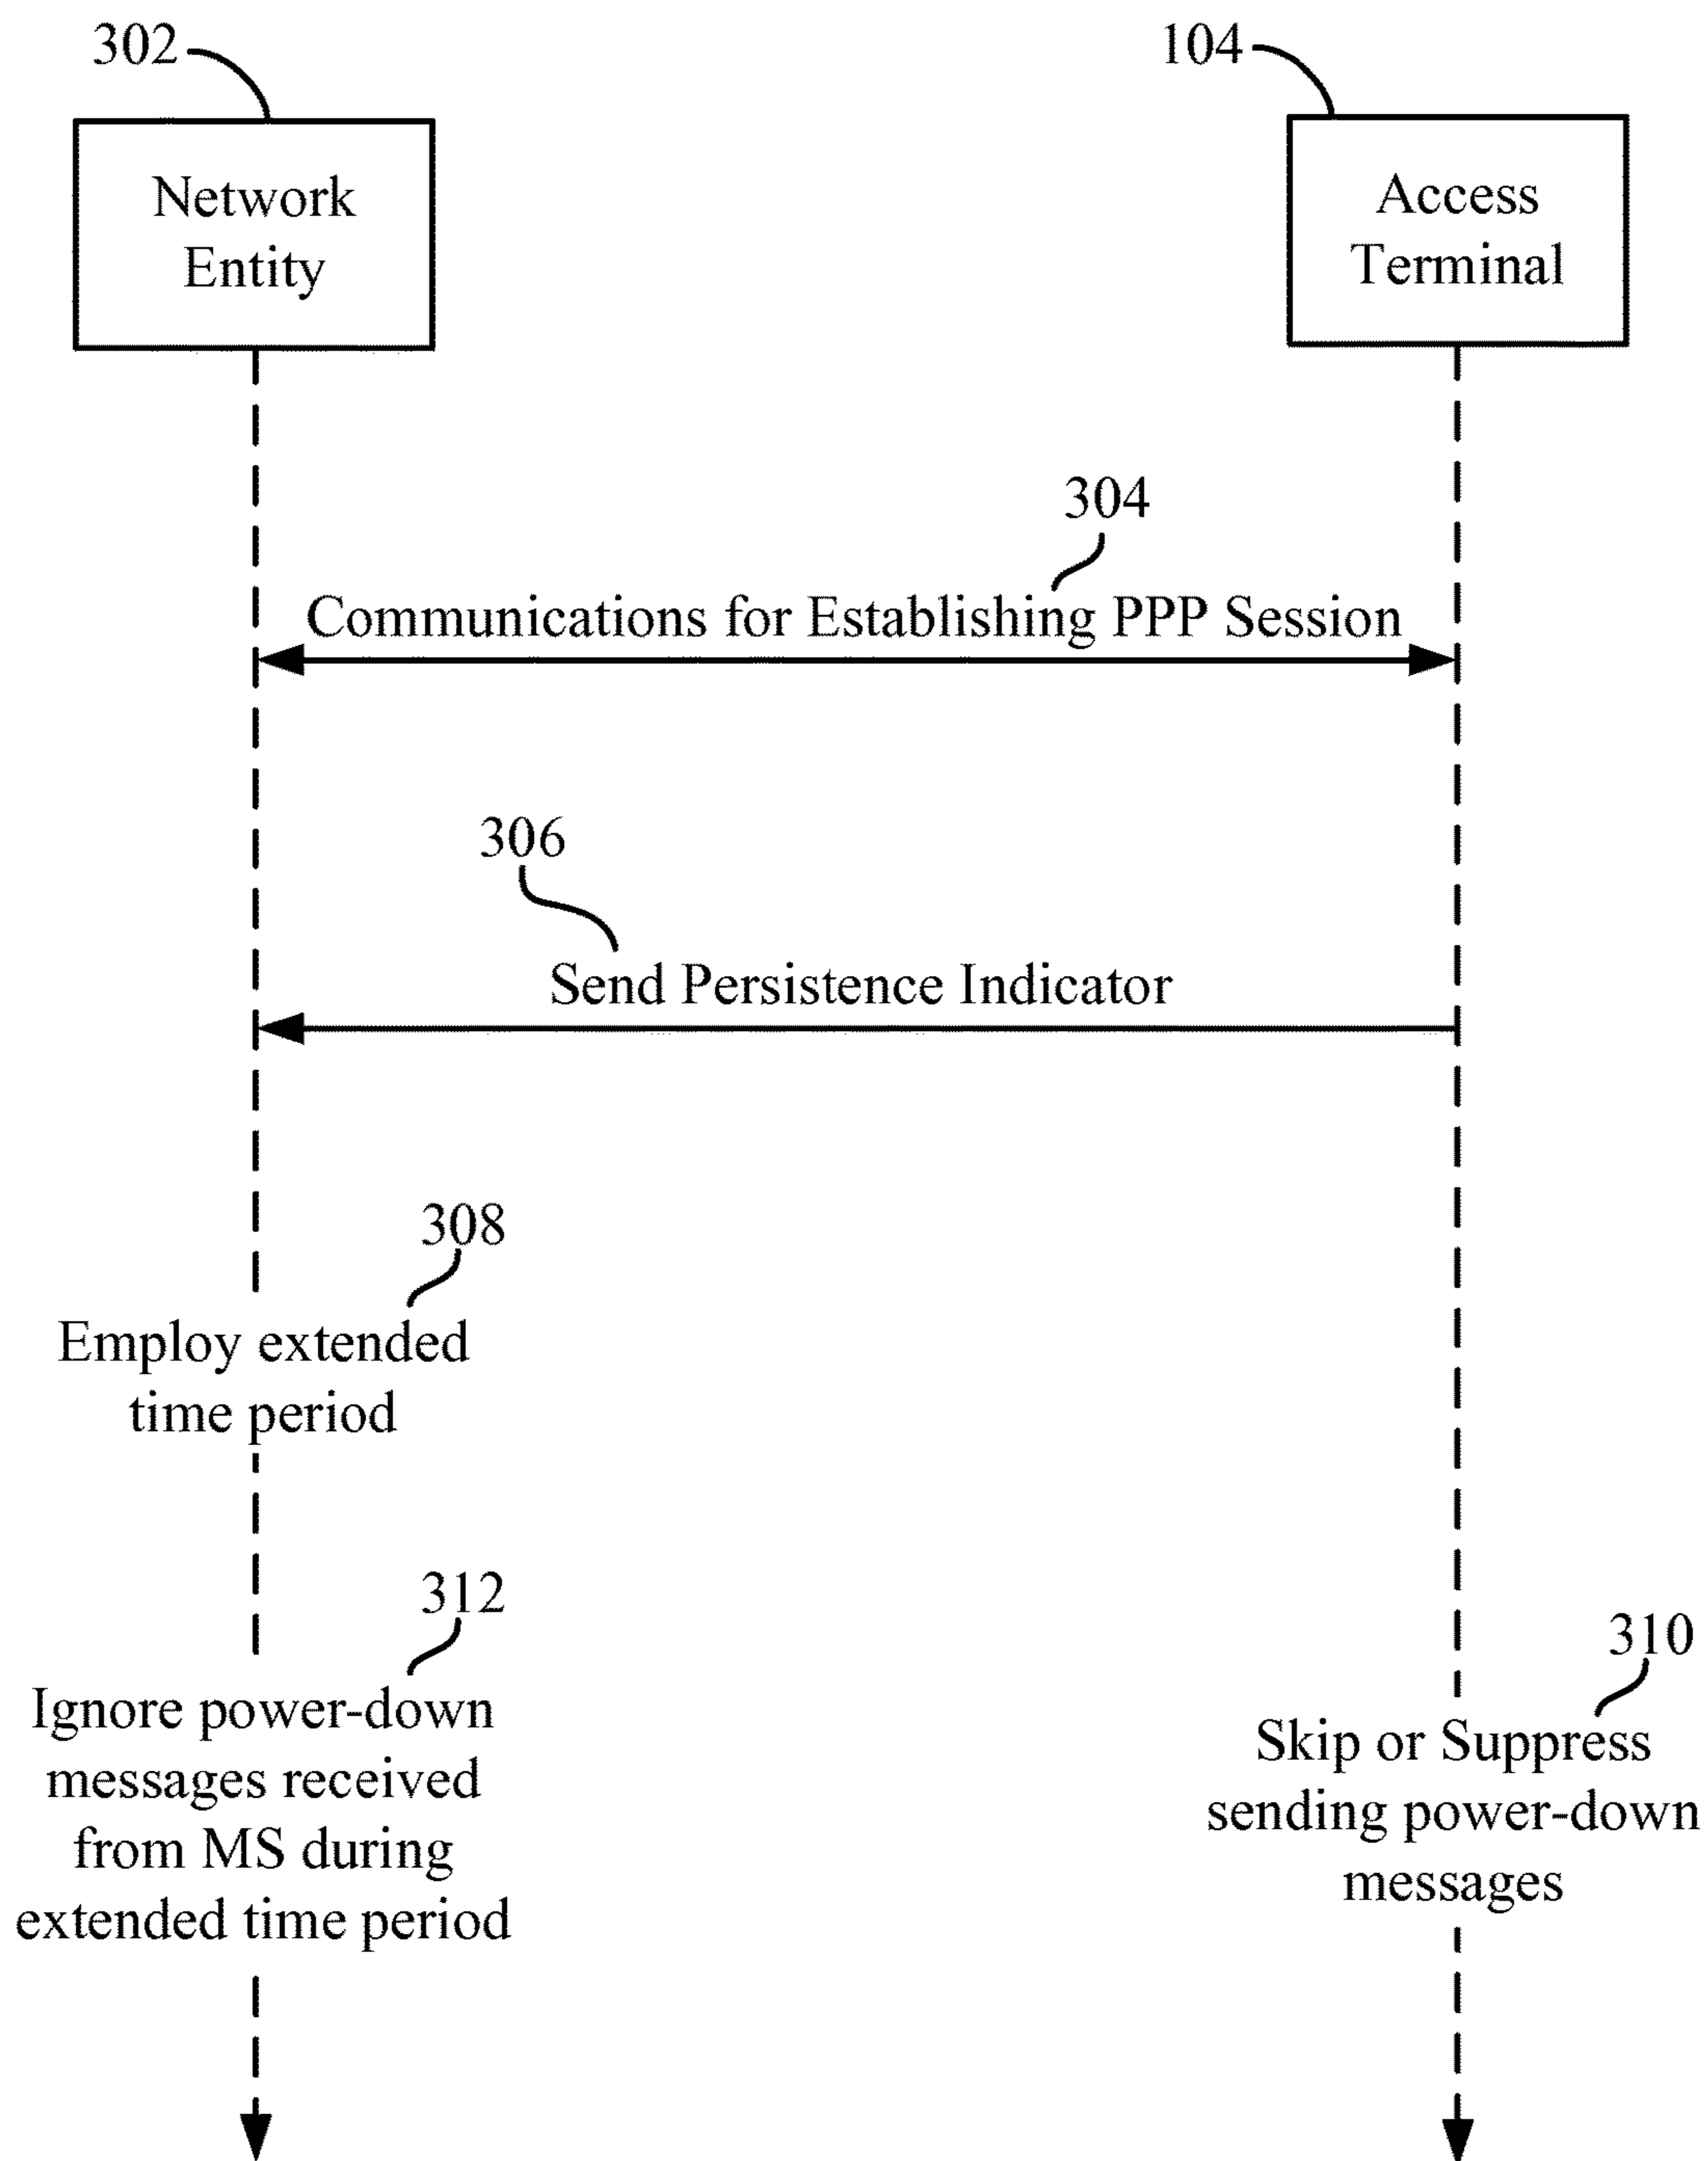 302
104
Network
Entity
Access
Terminal
304
Communications for Establishing PPP Session
306
Send Persistence Indicator
308
Employ extended
time period
312
Ignore power-down
messages received
from MS during
extended time period
310
Skip or Suppress
sending power-down
messages